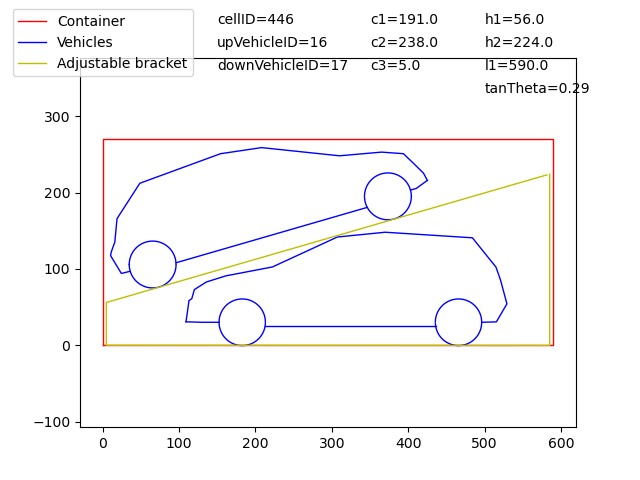 Container
Vehicles
Adjustable bracket
cellID=446 c1=191.0 h1=56.0
upVehicleID=16 c2=238.0 h2=224.0
downVehicleID=17 c3=5.0 l1=590.0
tanTheta=0.29
300
200
100
0
−100
0 100 200 300 400 500 600